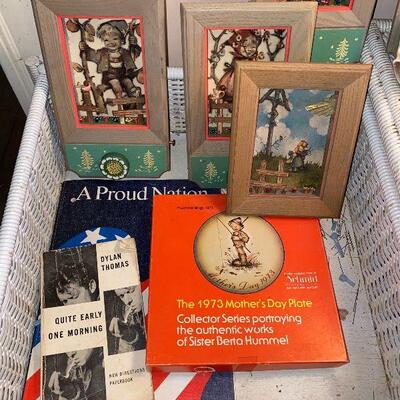 A Proud Nation
DYLAN
THOMAS
QUITE EARLY
ONE MORNING
NEW DIRECTIONS
PAPERBOOK
Mother's Day 1973
Schmid
The 1973 Mother's Day Plate
Collector Series portraying
the authentic works
of Sister Berta Hummel